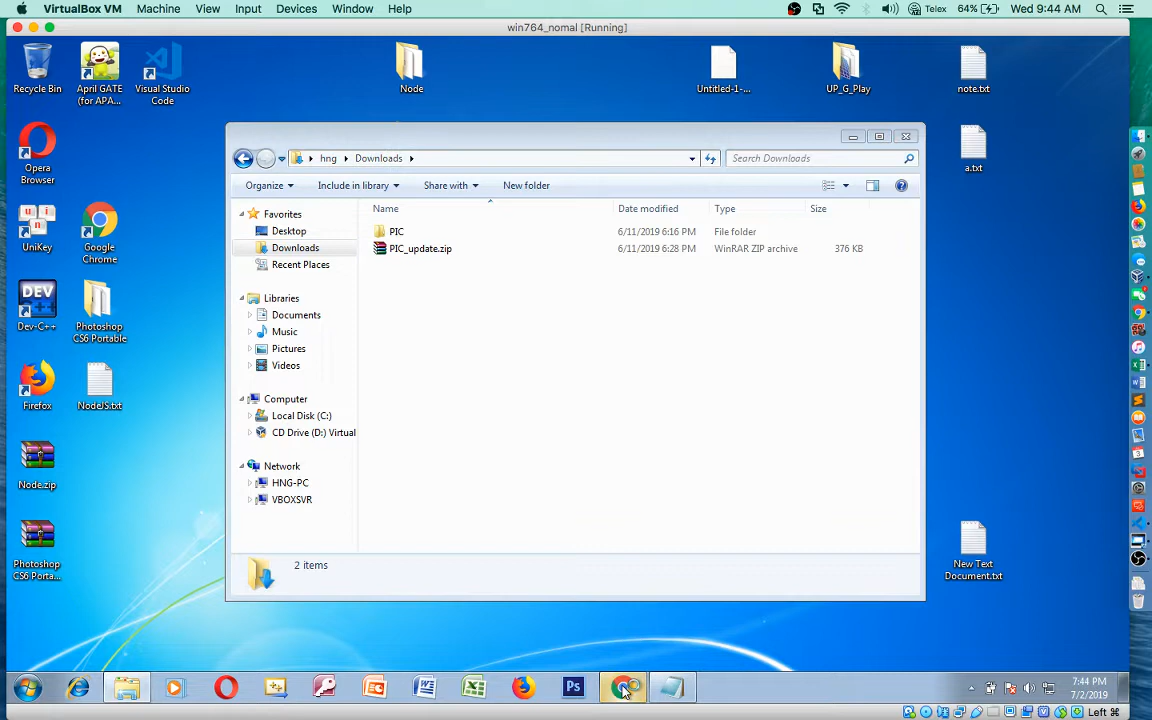 VirtualBox VM Machine View Input Devices Window Help Telex 64% Wed 9:44 AM
win764_nomal [Running]
Recycle Bin
April GATE
(for APA...
Visual Studio
Code
Node
Untitled-1-...
UP_G_Play
note.txt
Opera
Browser
a.txt
hng Downloads
Search Downloads
Organize Include in library Share with New folder
Name Date modified Type Size
Favorites
Desktop
Downloads
Recent Places
PIC 6/11/2019 6:16 PM File folder
PIC_update.zip 6/11/2019 6:28 PM WinRAR ZIP archive 376 KB
UniKey
Google
Chrome
Libraries
Documents
Music
Pictures
Videos
DEV
Dev-C++
Photoshop
CS6 Portable
Computer
Local Disk (C:)
CD Drive (D:) Virtual
Firefox
NodeJS.txt
Network
HNG-PC
VBOXSVR
Node.zip
Photoshop
CS6 Porta...
2 items
New Text
Document.txt
Ps
7:44 PM
7/2/2019
Left ⌘